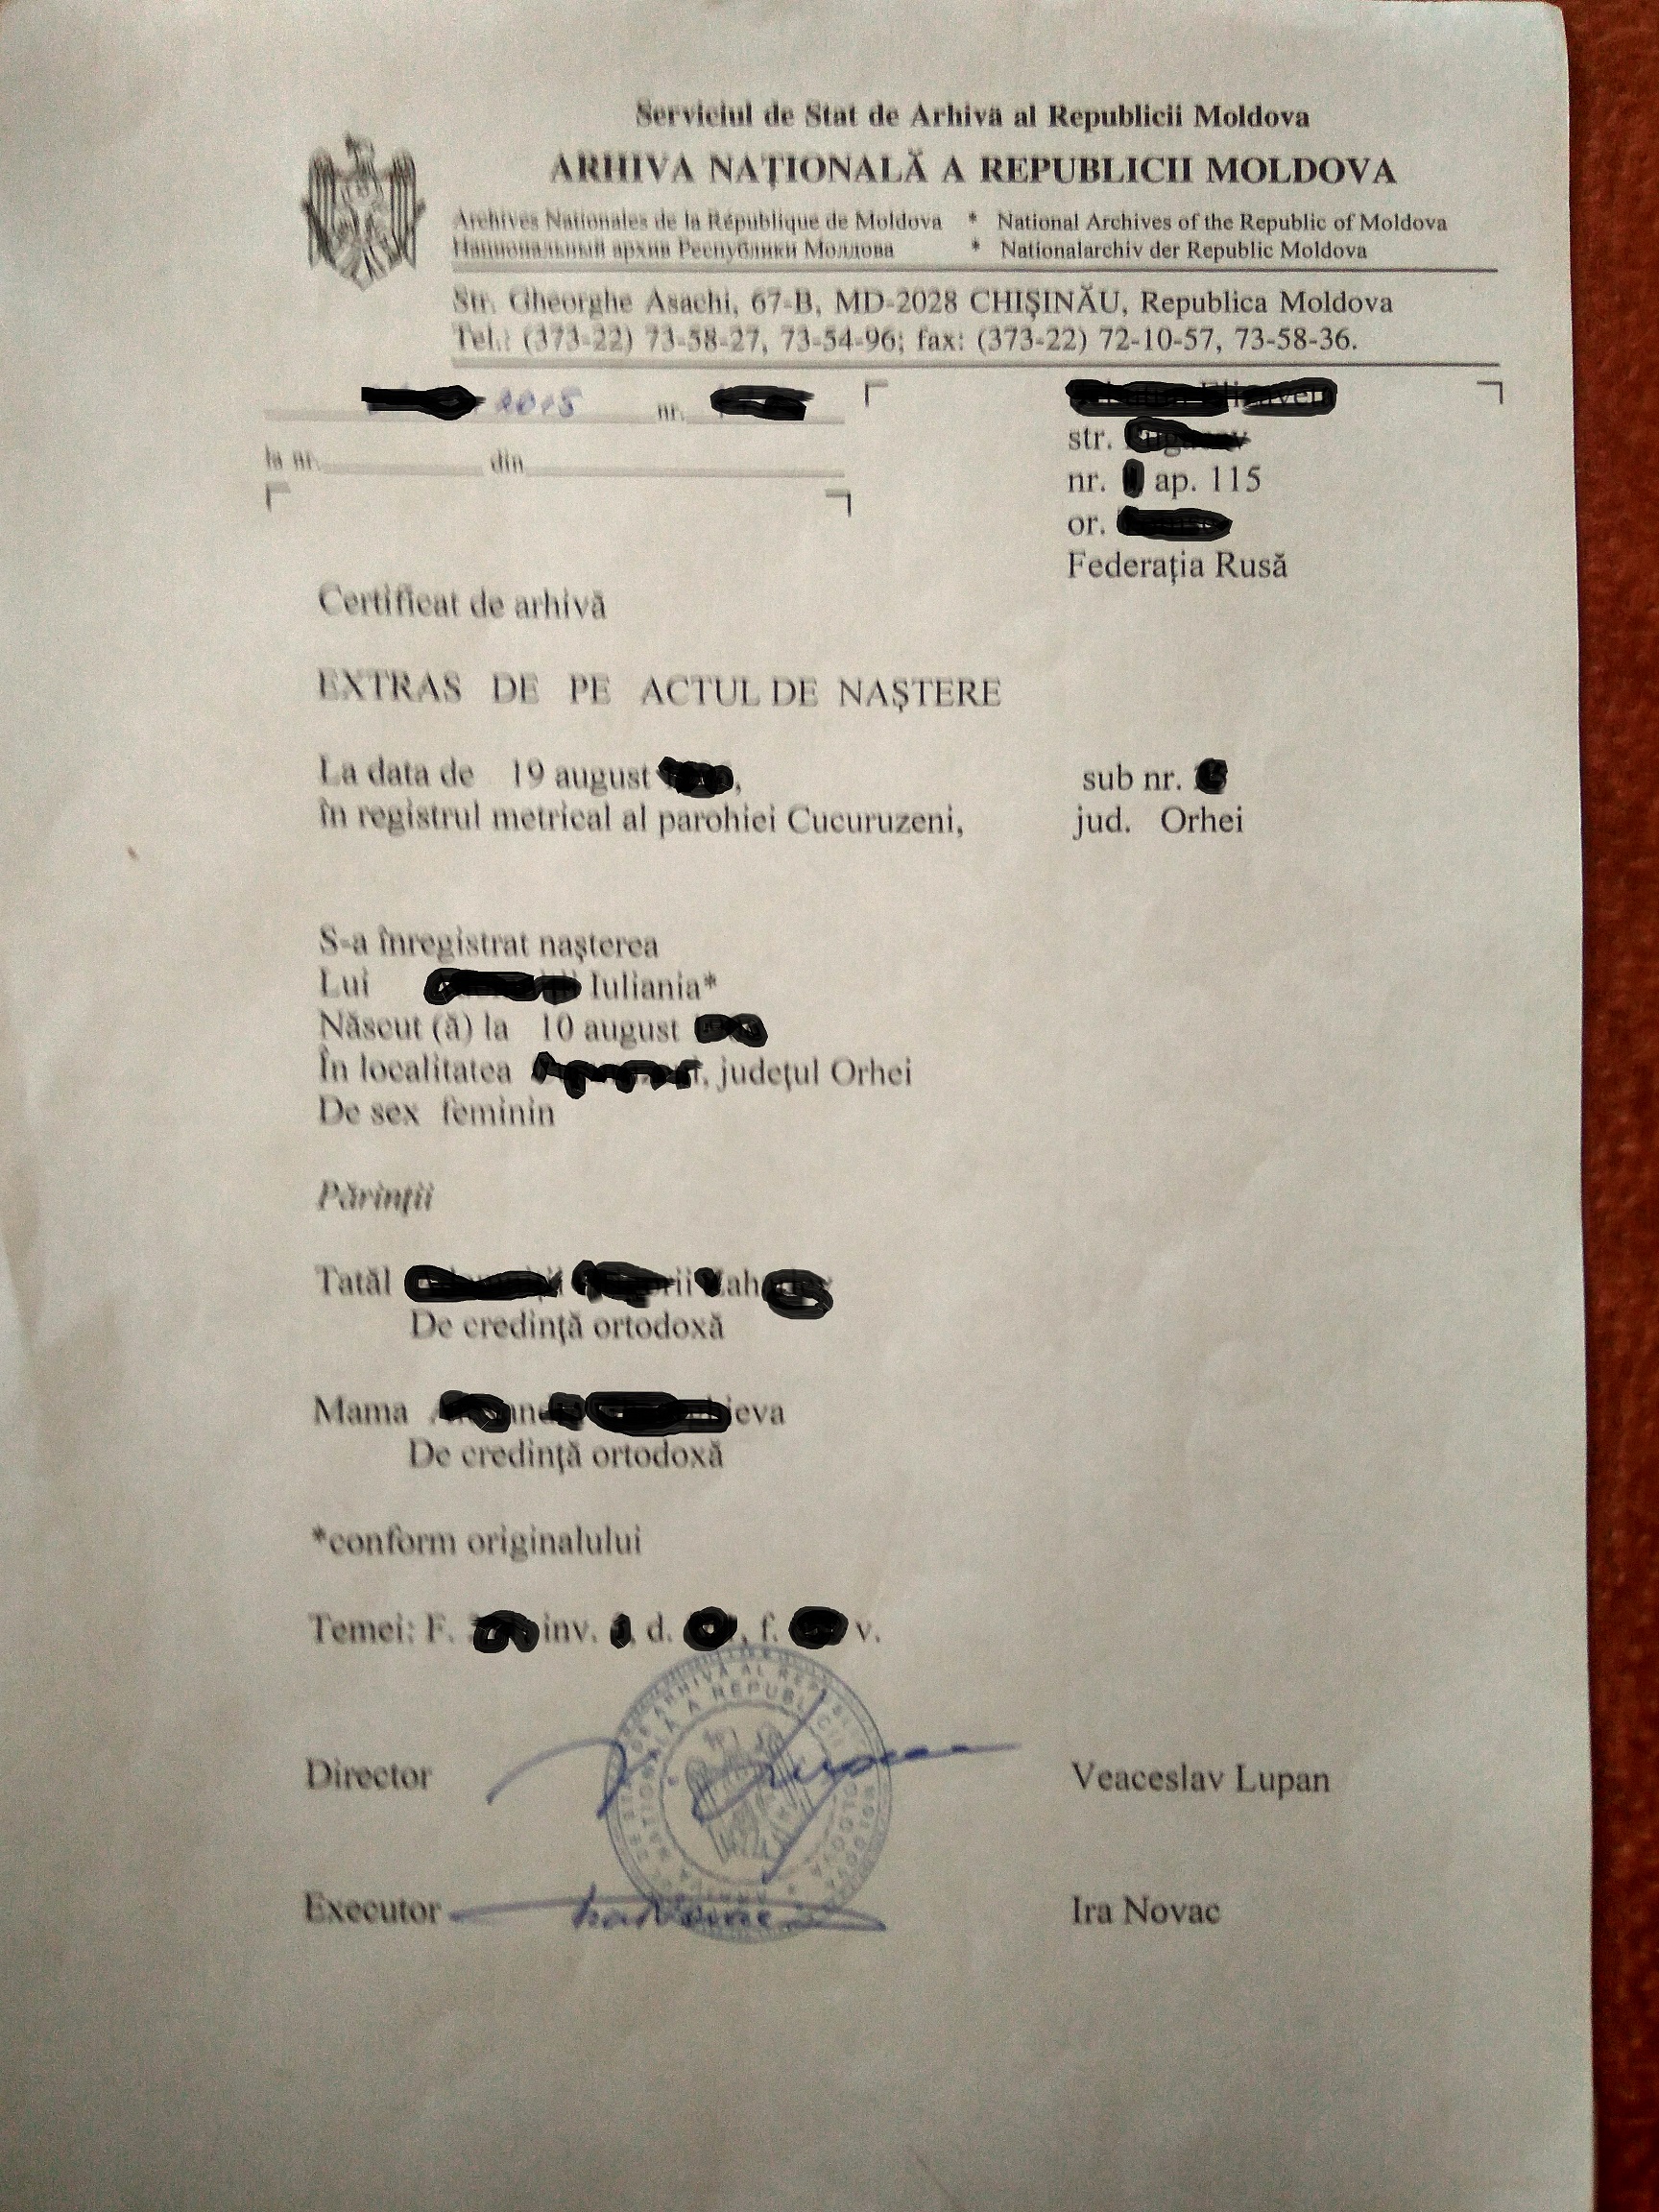 Serviciul de Stat de Arhivă al Republicii Moldova
ARHIVA NAŢIONALĂ A REPUBLICII MOLDOVA
Archives Nationales de la République de Moldova * National Archives of the Republic of Moldova
Национальный архив Республики Молдова * Nationalarchiv der Republic Moldova
Str. Gheorghe Asachi, 67-B, MD-2028 CHIŞINĂU, Republica Moldova
Tel.: (373-22) 73-58-27, 73-54-96; fax: (373-22) 72-10-57, 73-58-36.
2015 nr.
la nr. din
str.
nr. ap. 115
or.
Federaţia Rusă
Certificat de arhivă
EXTRAS DE PE ACTUL DE NAŞTERE
La data de 19 august , sub nr.
în registrul metrical al parohiei Cucuruzeni, jud. Orhei
S-a înregistrat naşterea
Lui Iuliania*
Născut (ă) la 10 august
În localitatea , judeţul Orhei
De sex feminin
Părinţii
Tatăl
De credinţă ortodoxă
Mama
De credinţă ortodoxă
*conform originalului
Temei: F. inv. , d. , f. v.
Director Veaceslav Lupan
Executor Ira Novac